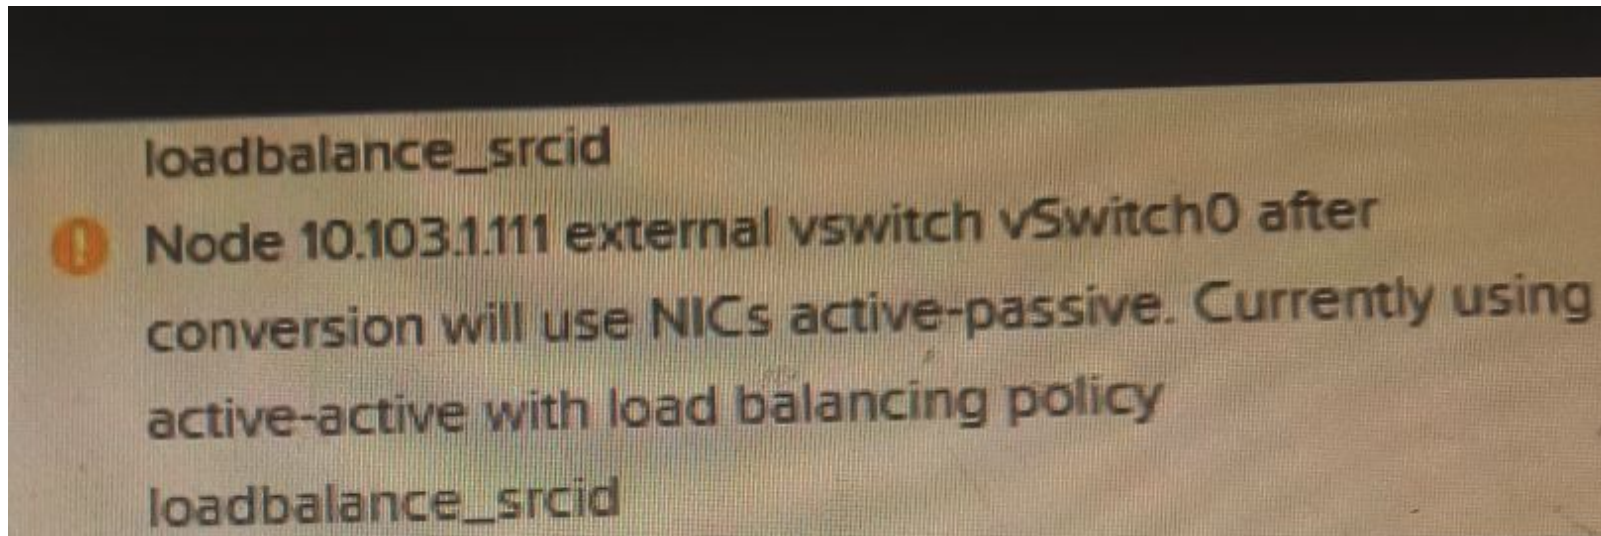 loadbalance_srcid
Node 10.103.1.111 external vswitch vSwitch0 after
conversion will use NICs active-passive. Currently using
active-active with load balancing policy
loadbalance_srcid